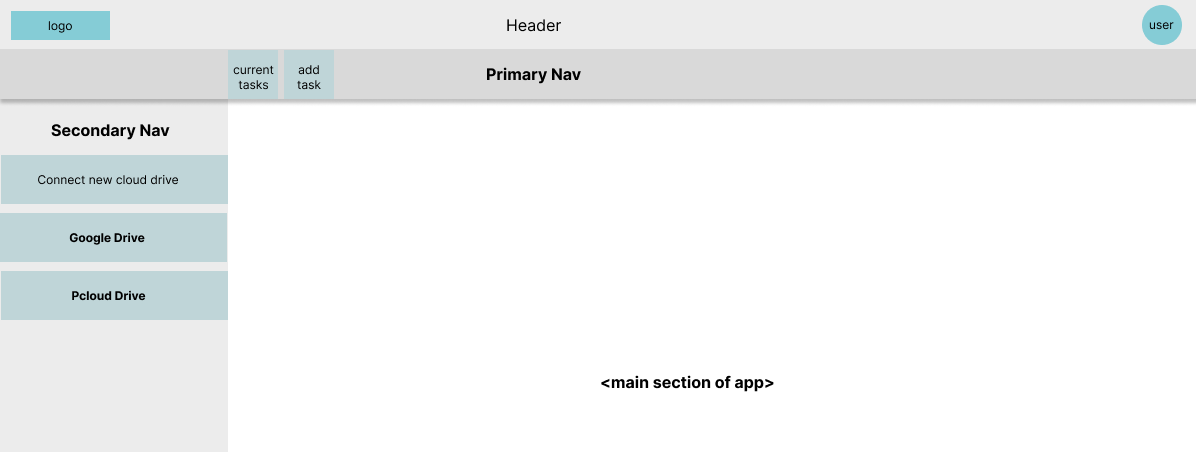 logo
Header
user
current
tasks
add
task
Primary Nav
Secondary Nav
Connect new cloud drive
Google Drive
Pcloud Drive
<main section of app>